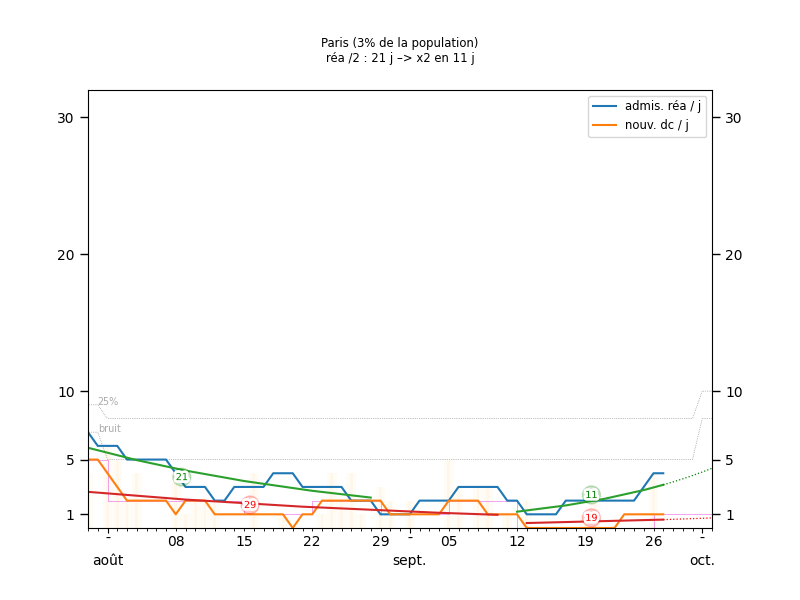 Paris (3% de la population)
réa /2 : 21 j –> x2 en 11 j
admis. réa / j
nouv. dc / j
30 30
20 20
10 10
25%
bruit
5 5
21
29
11
19
1 1
- 08 15 22 29 - 05 12 19 26 -
août sept. oct.